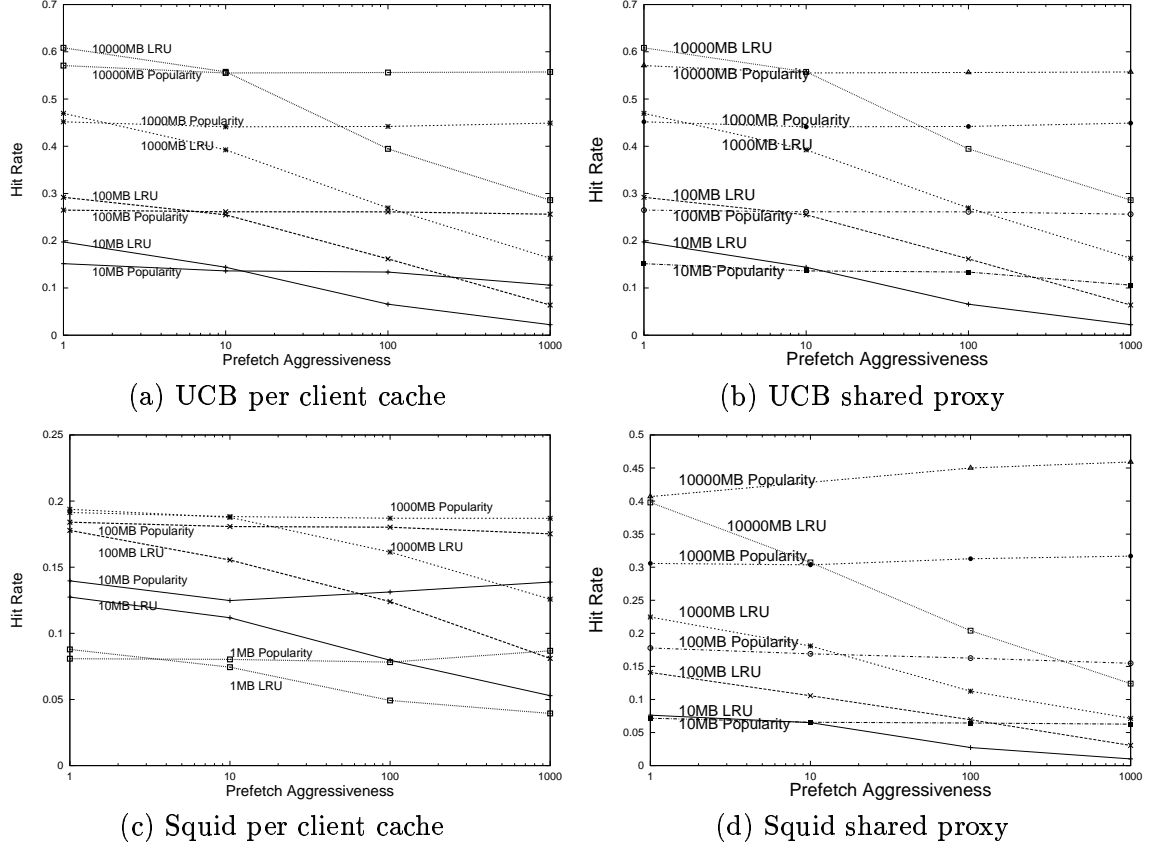 0.7
0.6
0.5
0.4
0.3
0.2
0.1
0
Hit Rate
10000MB LRU
10000MB Popularity
1000MB Popularity
1000MB LRU
100MB LRU
100MB Popularity
10MB LRU
10MB Popularity
1 10 100 1000
Prefetch Aggressiveness
(a) UCB per client cache
0.7
0.6
0.5
0.4
0.3
0.2
0.1
0
Hit Rate
10000MB LRU
10000MB Popularity
1000MB Popularity
1000MB LRU
100MB LRU
100MB Popularity
10MB LRU
10MB Popularity
1 10 100 1000
Prefetch Aggressiveness
(b) UCB shared proxy
0.25
0.2
0.15
0.1
0.05
0
Hit Rate
1000MB Popularity
100MB Popularity
1000MB LRU
100MB LRU
10MB Popularity
10MB LRU
1MB Popularity
1MB LRU
1 10 100 1000
Prefetch Aggressiveness
(c) Squid per client cache
0.5
0.45
0.4
0.35
0.3
0.25
0.2
0.15
0.1
0.05
0
Hit Rate
10000MB Popularity
10000MB LRU
1000MB Popularity
1000MB LRU
100MB Popularity
100MB LRU
10MB LRU
10MB Popularity
1 10 100 1000
Prefetch Aggressiveness
(d) Squid shared proxy